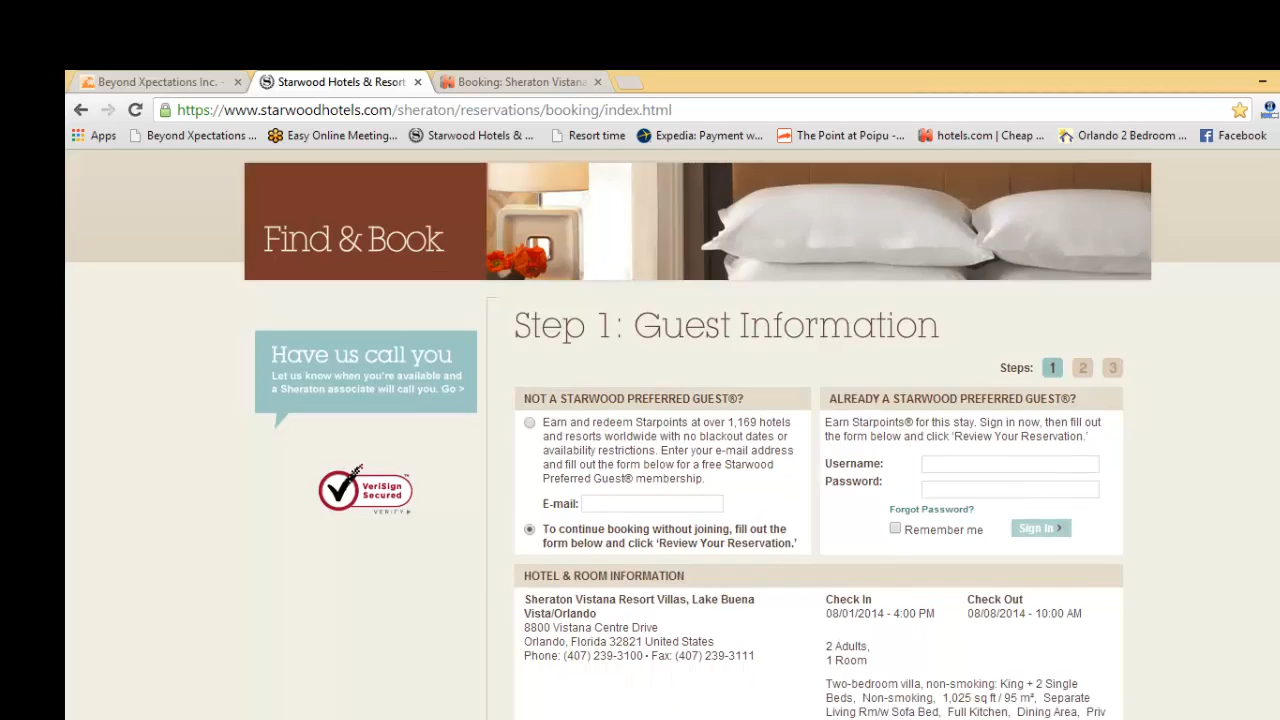 Beyond Xpectations Inc. -
Starwood Hotels & Resort
Booking: Sheraton Vistana
https://www.starwoodhotels.com/sheraton/reservations/booking/index.html
Apps
Beyond Xpectations ...
Easy Online Meeting...
Starwood Hotels & ...
Resort time
Expedia: Payment w...
The Point at Poipu -...
hotels.com | Cheap ...
Orlando 2 Bedroom ...
Facebook
Find & Book
Have us call you
Let us know when you're available and
a Sheraton associate will call you. Go >
VeriSign
Secured
VERIFY
Step 1: Guest Information
Steps: 1 2 3
NOT A STARWOOD PREFERRED GUEST®?
Earn and redeem Starpoints at over 1,169 hotels
and resorts worldwide with no blackout dates or
availability restrictions. Enter your e-mail address
and fill out the form below for a free Starwood
Preferred Guest® membership.
E-mail:
To continue booking without joining, fill out the
form below and click ‘Review Your Reservation.’
ALREADY A STARWOOD PREFERRED GUEST®?
Earn Starpoints® for this stay. Sign in now, then fill out
the form below and click ‘Review Your Reservation.’
Username:
Password:
Forgot Password?
Remember me
Sign In >
HOTEL & ROOM INFORMATION
Sheraton Vistana Resort Villas, Lake Buena
Vista/Orlando
8800 Vistana Centre Drive
Orlando, Florida 32821 United States
Phone: (407) 239-3100 · Fax: (407) 239-3111
Check In
08/01/2014 - 4:00 PM
Check Out
08/08/2014 - 10:00 AM
2 Adults,
1 Room
Two-bedroom villa, non-smoking: King + 2 Single
Beds, Non-smoking, 1,025 sq ft / 95 m², Separate
Living Rm/w Sofa Bed, Full Kitchen, Dining Area, Priv